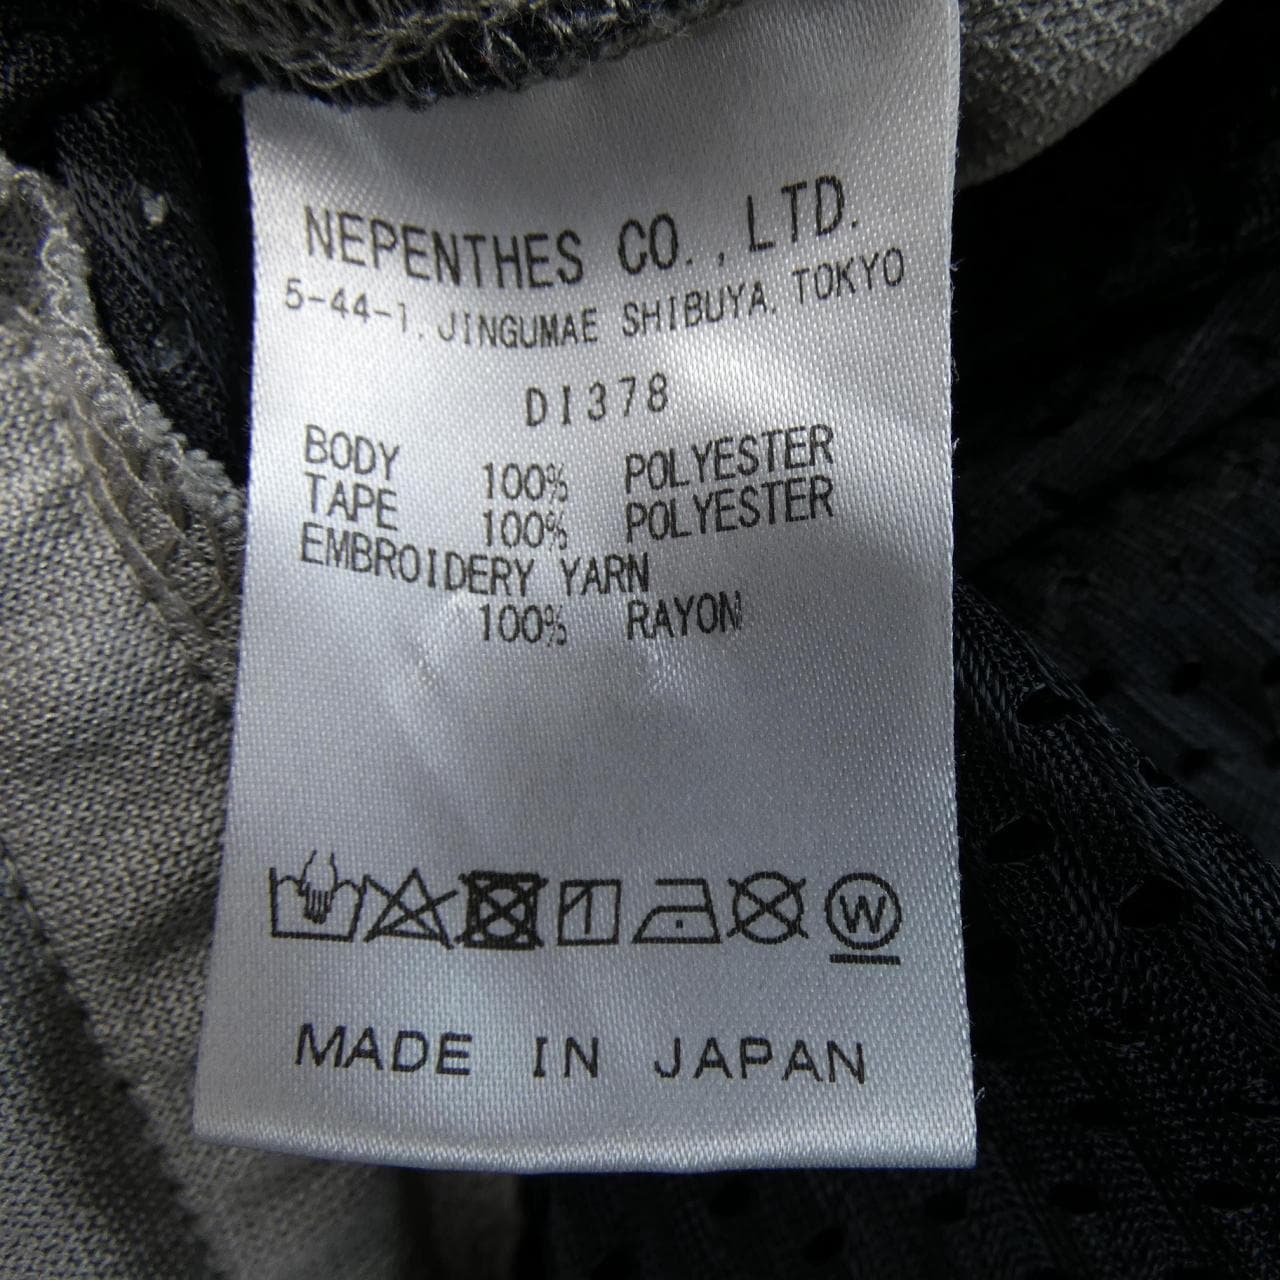 NEPENTHES CO., LTD.
5-44-1, JINGUMAE SHIBUYA, TOKYO
DI378
BODY 100% POLYESTER
TAPE 100% POLYESTER
EMBROIDERY YARN
100% RAYON
W
MADE IN JAPAN